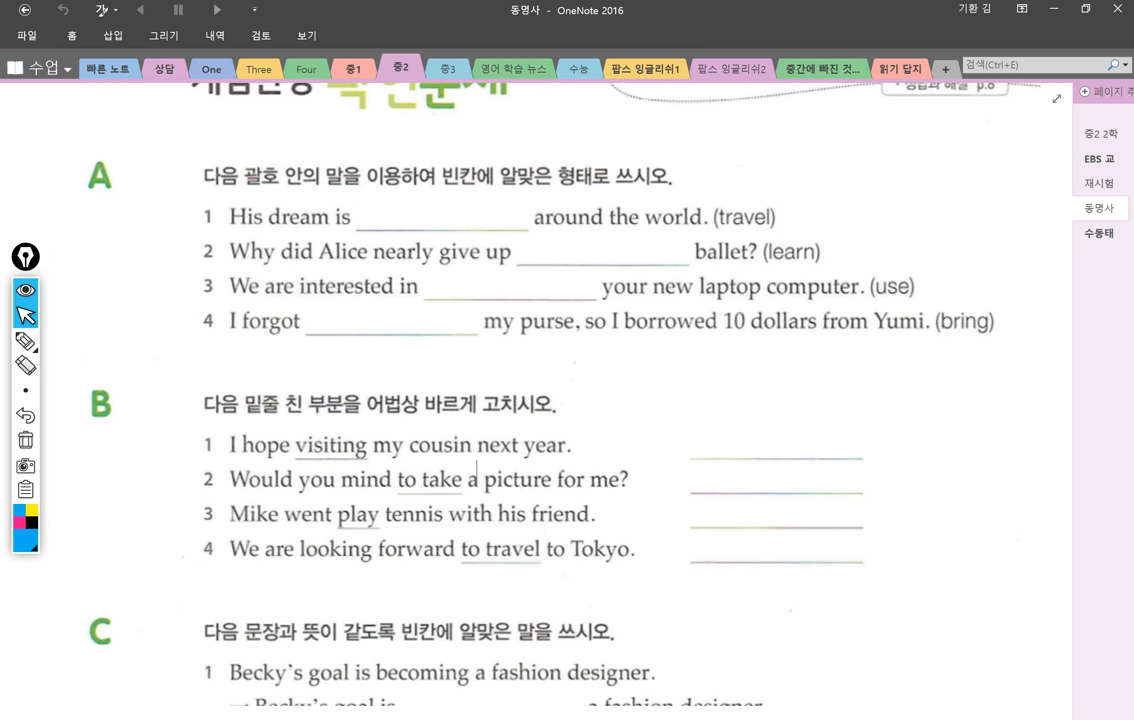 동명사 - OneNote 2016
기환 김
파일 홈 삽입 그리기 내역 검토 보기
수업 빠른 노트 상담 One Three Four 중1 중2 중3 영어 학습 뉴스 수능 팝스 잉글리쉬1 팝스 잉글리쉬2 중간에 빠진 것... 읽기 답지 + 검색(Ctrl+E)
페이지
중2 2학
EBS 교
재시험
동명사
수동태
A 다음 괄호 안의 말을 이용하여 빈칸에 알맞은 형태로 쓰시오.
1 His dream is around the world. (travel)
2 Why did Alice nearly give up ballet? (learn)
3 We are interested in your new laptop computer. (use)
4 I forgot my purse, so I borrowed 10 dollars from Yumi. (bring)
B 다음 밑줄 친 부분을 어법상 바르게 고치시오.
1 I hope visiting my cousin next year.
2 Would you mind to take a picture for me?
3 Mike went play tennis with his friend.
4 We are looking forward to travel to Tokyo.
C 다음 문장과 뜻이 같도록 빈칸에 알맞은 말을 쓰시오.
1 Becky's goal is becoming a fashion designer.
→ Becky's goal is a fashion designer.